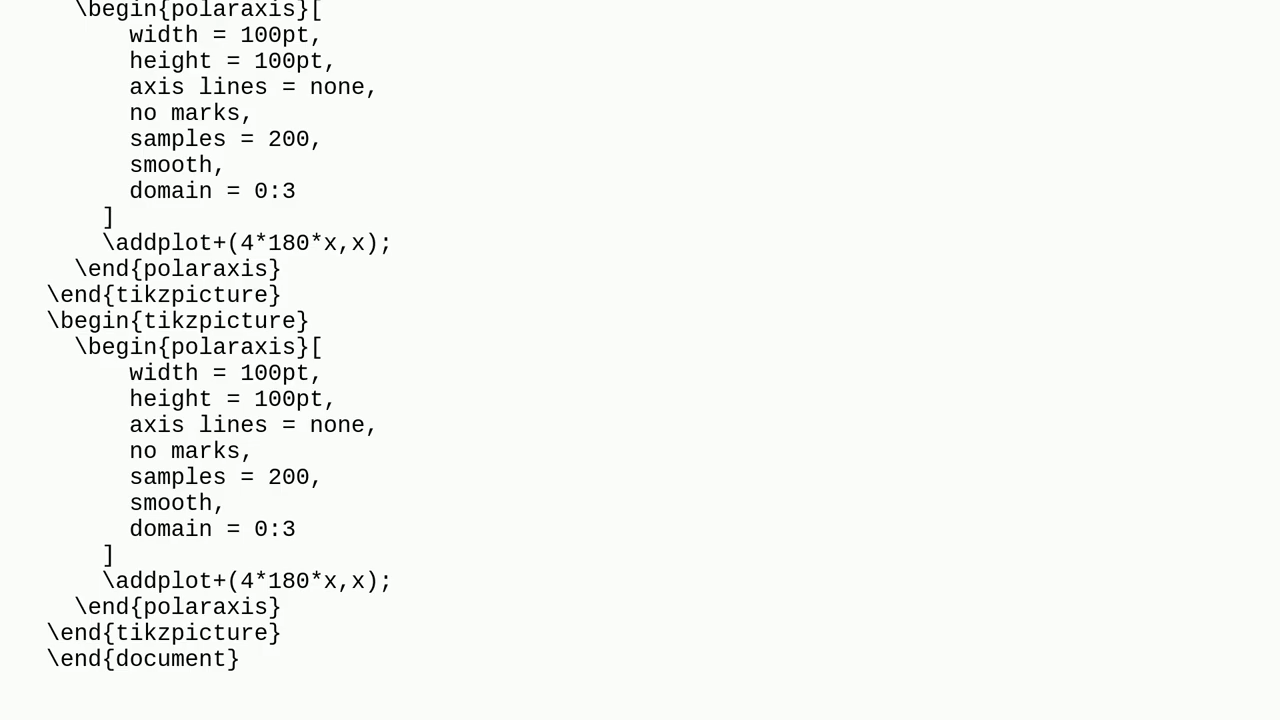 \begin{polaraxis}[
width = 100pt,
height = 100pt,
axis lines = none,
no marks,
samples = 200,
smooth,
domain = 0:3
]
\addplot+(4*180*x,x);
\end{polaraxis}
\end{tikzpicture}
\begin{tikzpicture}
\begin{polaraxis}[
width = 100pt,
height = 100pt,
axis lines = none,
no marks,
samples = 200,
smooth,
domain = 0:3
]
\addplot+(4*180*x,x);
\end{polaraxis}
\end{tikzpicture}
\end{document}